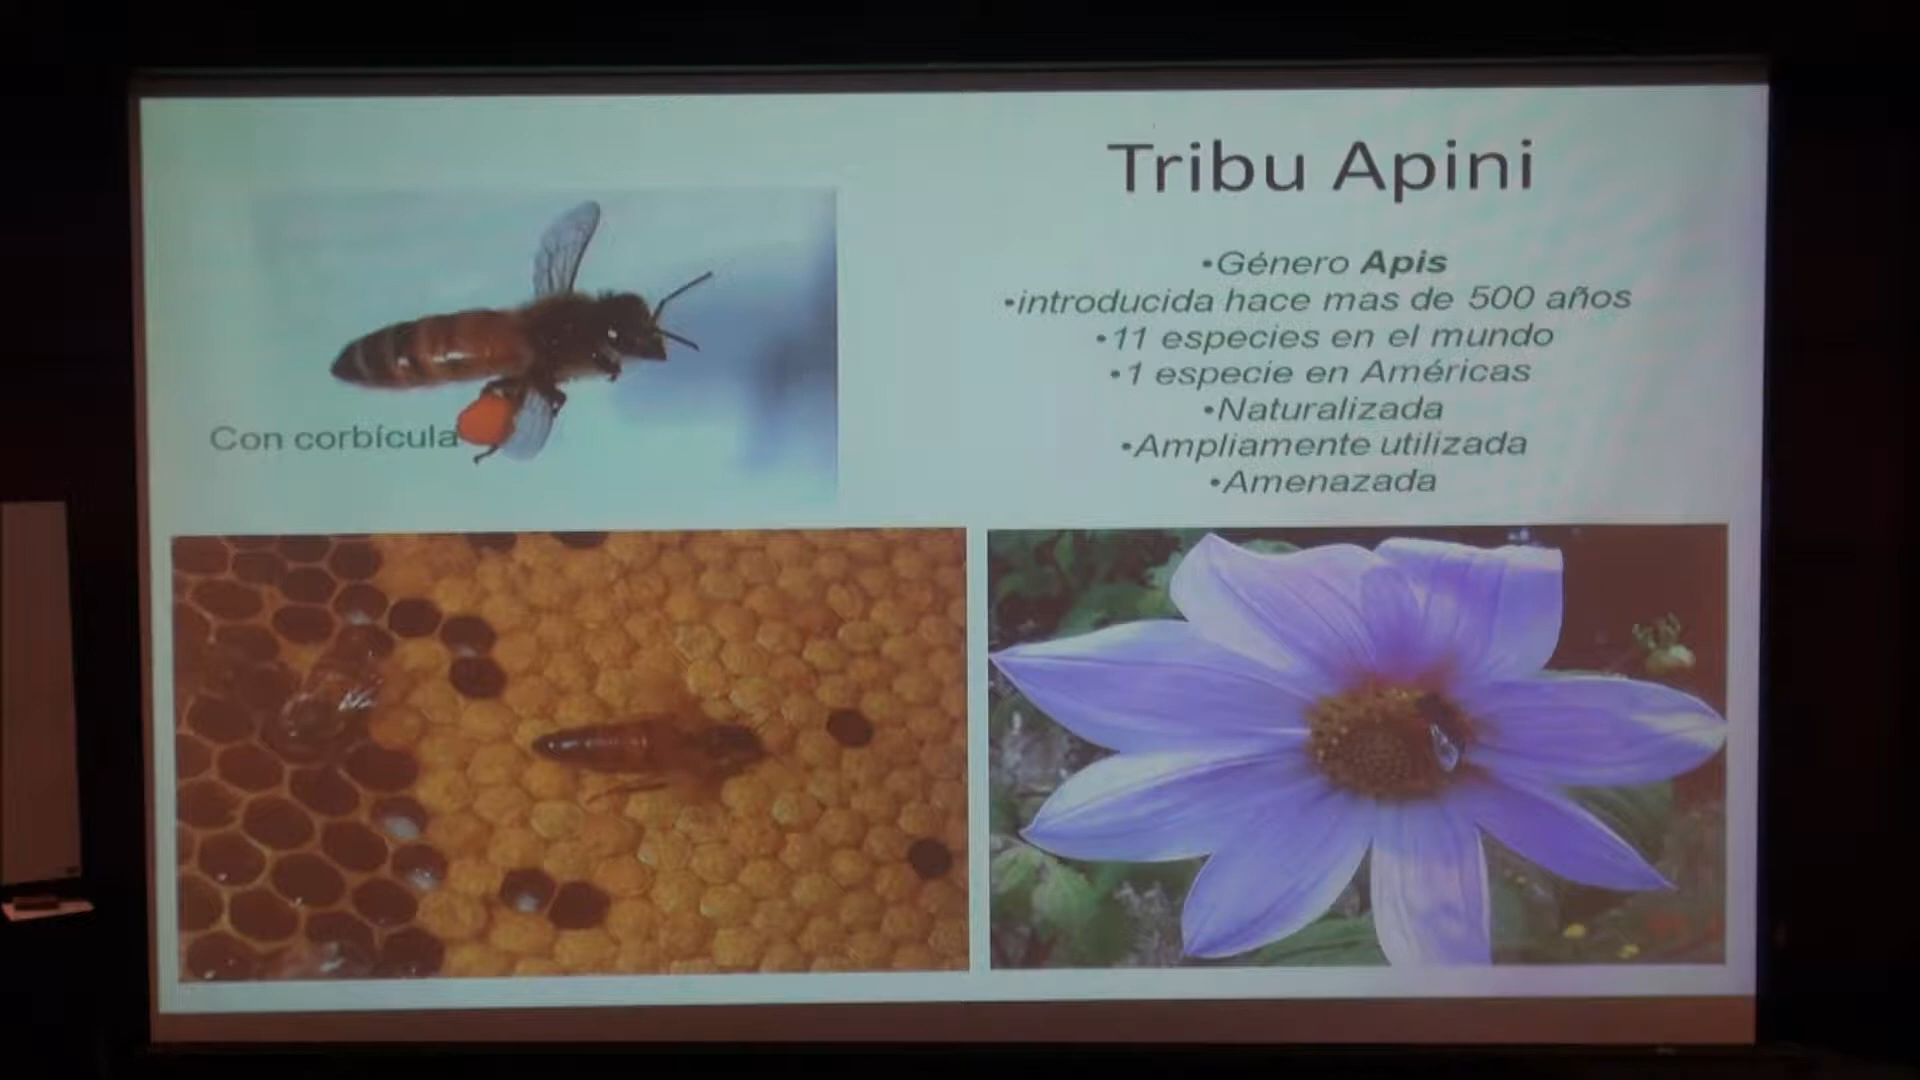 Tribu Apini
•Género Apis
•introducida hace mas de 500 años
•11 especies en el mundo
•1 especie en Américas
•Naturalizada
•Ampliamente utilizada
•Amenazada
Con corbícula